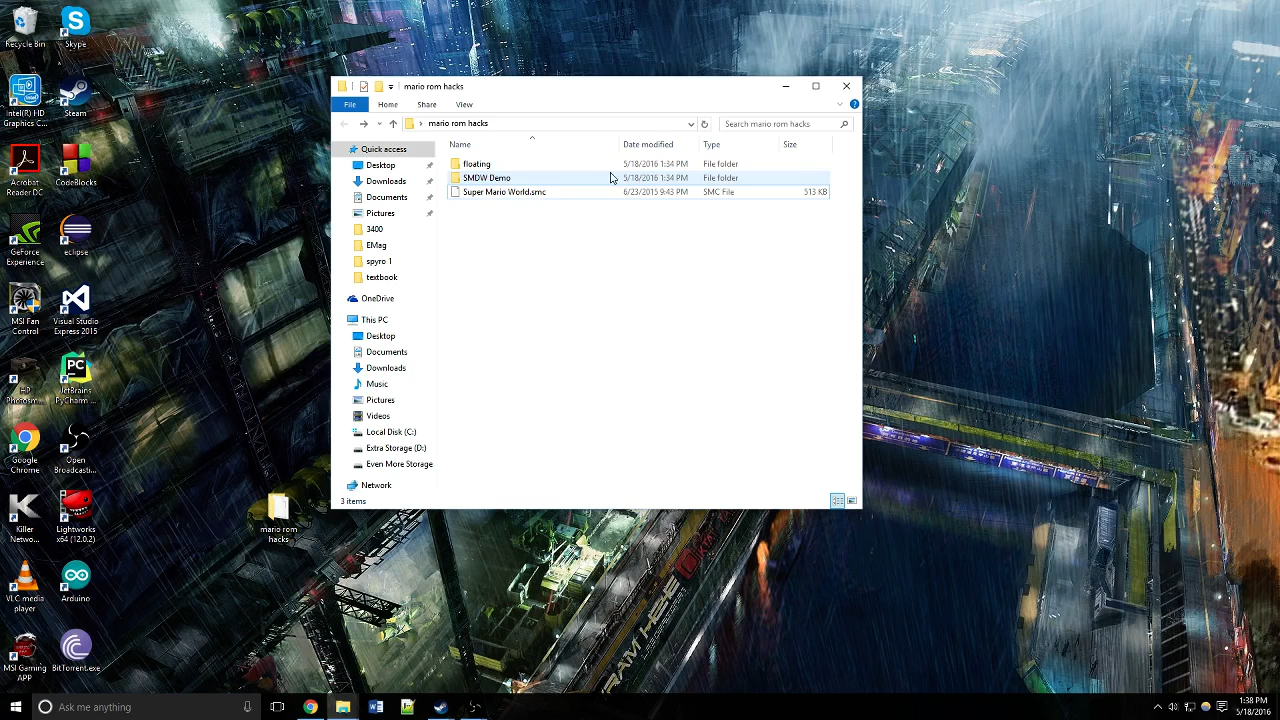 Recycle Bin
Skype
Intel(R) HD
Graphics C...
Steam
Acrobat
Reader DC
CodeBlocks
GeForce
Experience
eclipse
MSI Fan
Control
Visual Studio
Express 2015
HP
Photosm...
JetBrains
PyCharm ...
Google
Chrome
Open
Broadcasti...
Killer
Netwo...
Lightworks
x64 (12.0.2)
VLC media
player
Arduino
MSI Gaming
APP
BitTorrent.exe
mario rom
hacks
mario rom hacks
File Home Share View
mario rom hacks
Search mario rom hacks
Name Date modified Type Size
floating 5/18/2016 1:34 PM File folder
SMDW Demo 5/18/2016 1:34 PM File folder
Super Mario World.smc 6/23/2015 9:43 PM SMC File 513 KB
Quick access
Desktop
Downloads
Documents
Pictures
3400
EMag
spyro 1
textbook
OneDrive
This PC
Desktop
Documents
Downloads
Music
Pictures
Videos
Local Disk (C:)
Extra Storage (D:)
Even More Storage
Network
3 items
RAM HERE
Ask me anything
1:38 PM
5/18/2016